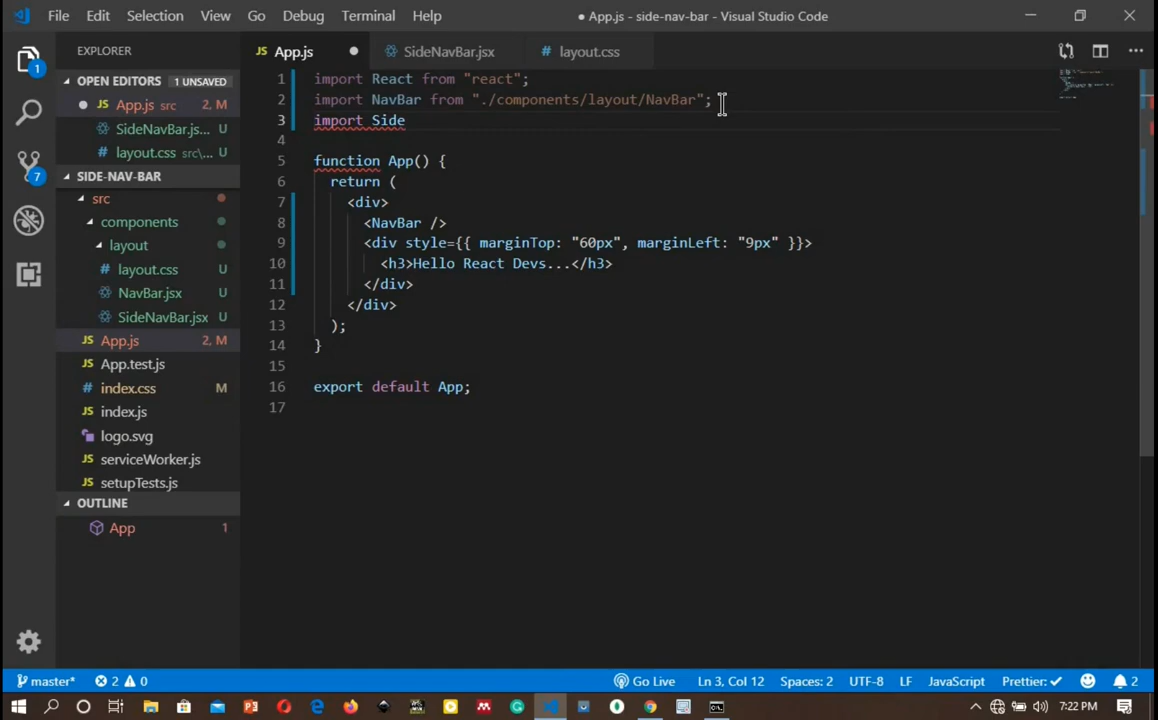 File Edit Selection View Go Debug Terminal Help
● App.js - side-nav-bar - Visual Studio Code
EXPLORER
OPEN EDITORS 1 UNSAVED
App.js src
SideNavBar.js... U
layout.css src\... U
SIDE-NAV-BAR
src
components
layout
layout.css U
NavBar.jsx U
SideNavBar.jsx U
App.js 2, M
App.test.js
index.css M
index.js
logo.svg
serviceWorker.js
setupTests.js
OUTLINE
App 1
App.js
SideNavBar.jsx
layout.css
1 import React from "react";
2 import NavBar from "./components/layout/NavBar";
3 import Side
4
5 function App() {
6 return (
7 <div>
8 <NavBar />
9 <div style={{ marginTop: "60px", marginLeft: "9px" }}>
10 <h3>Hello React Devs...</h3>
11 </div>
12 </div>
13 );
14 }
15
16 export default App;
17
1
7
master* 2 0
Go Live Ln 3, Col 12 Spaces: 2 UTF-8 LF JavaScript Prettier: ✓ 2
7:22 PM